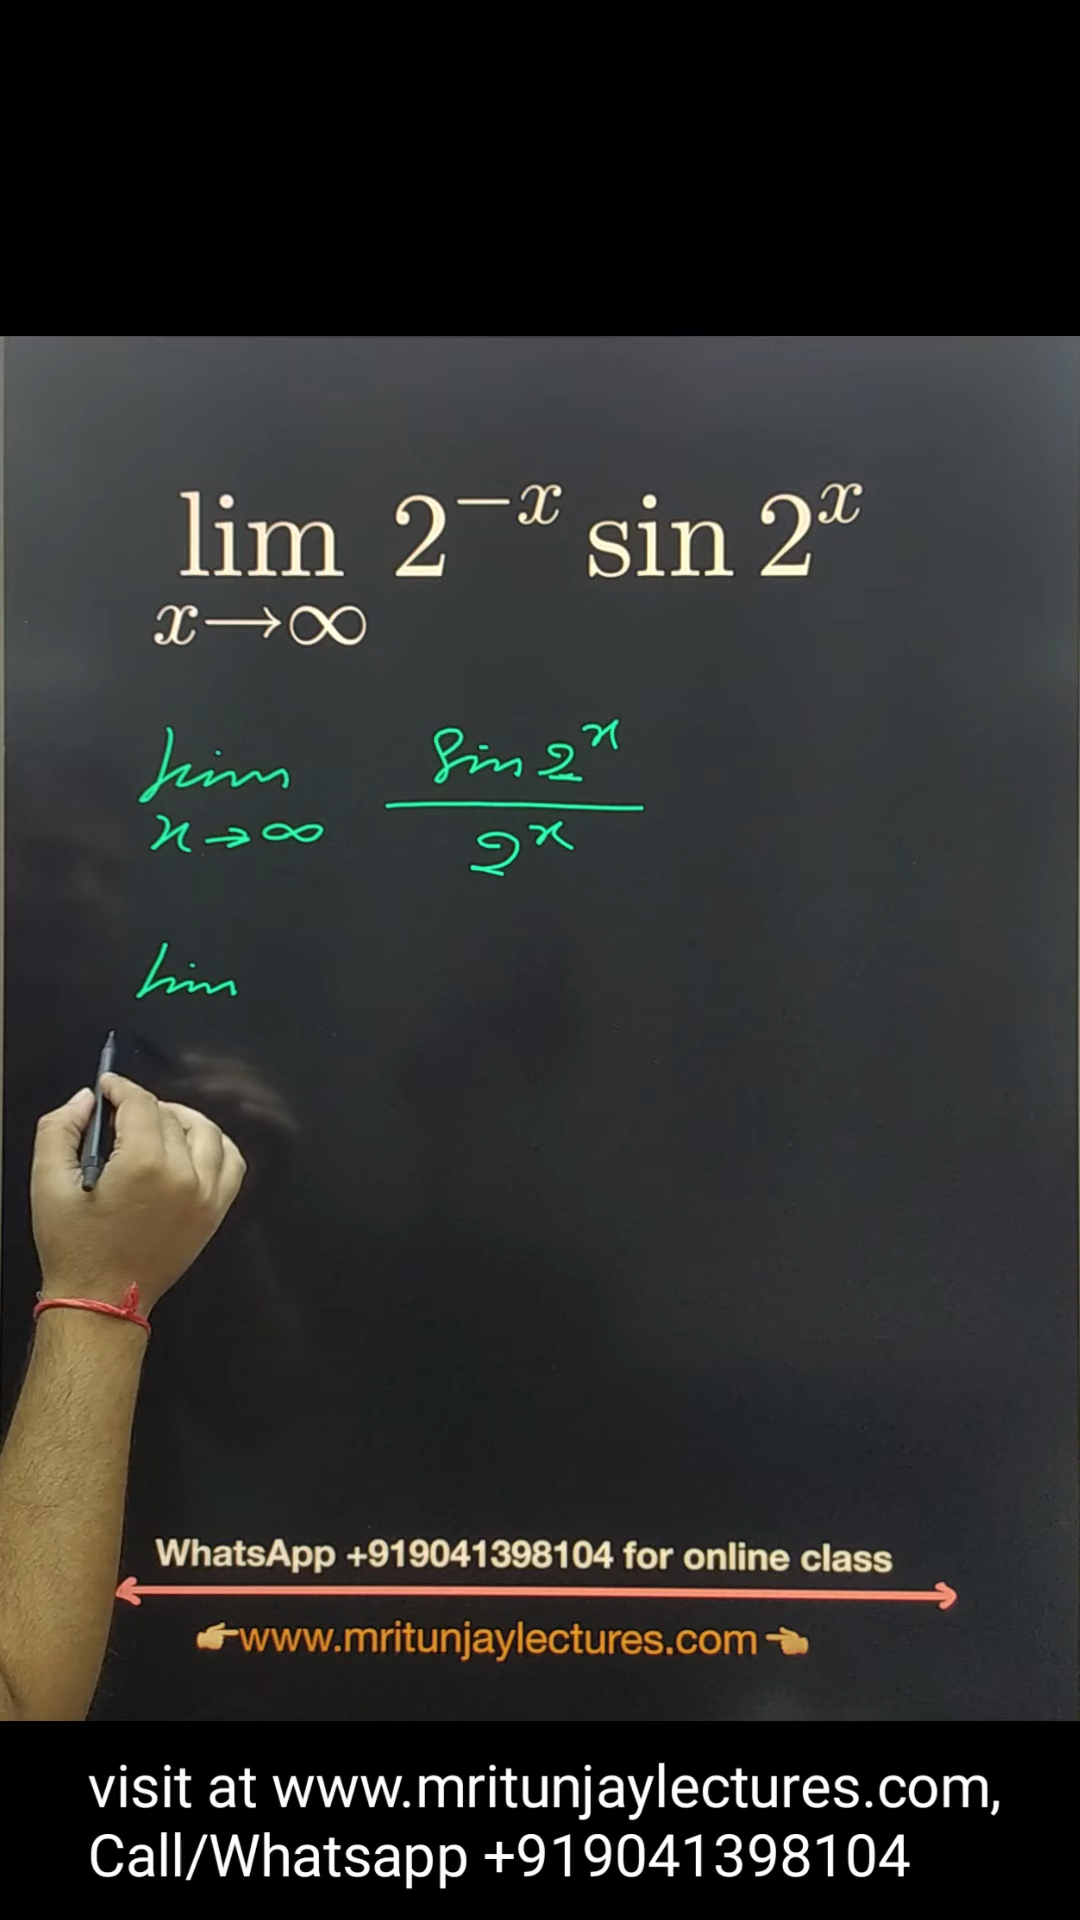 lim 2^{-x} sin 2^x
x→∞
lim sin 2^x / 2^x
x→∞
lim
WhatsApp +919041398104 for online class
👉www.mritunjaylectures.com👈
visit at www.mritunjaylectures.com,
Call/Whatsapp +919041398104